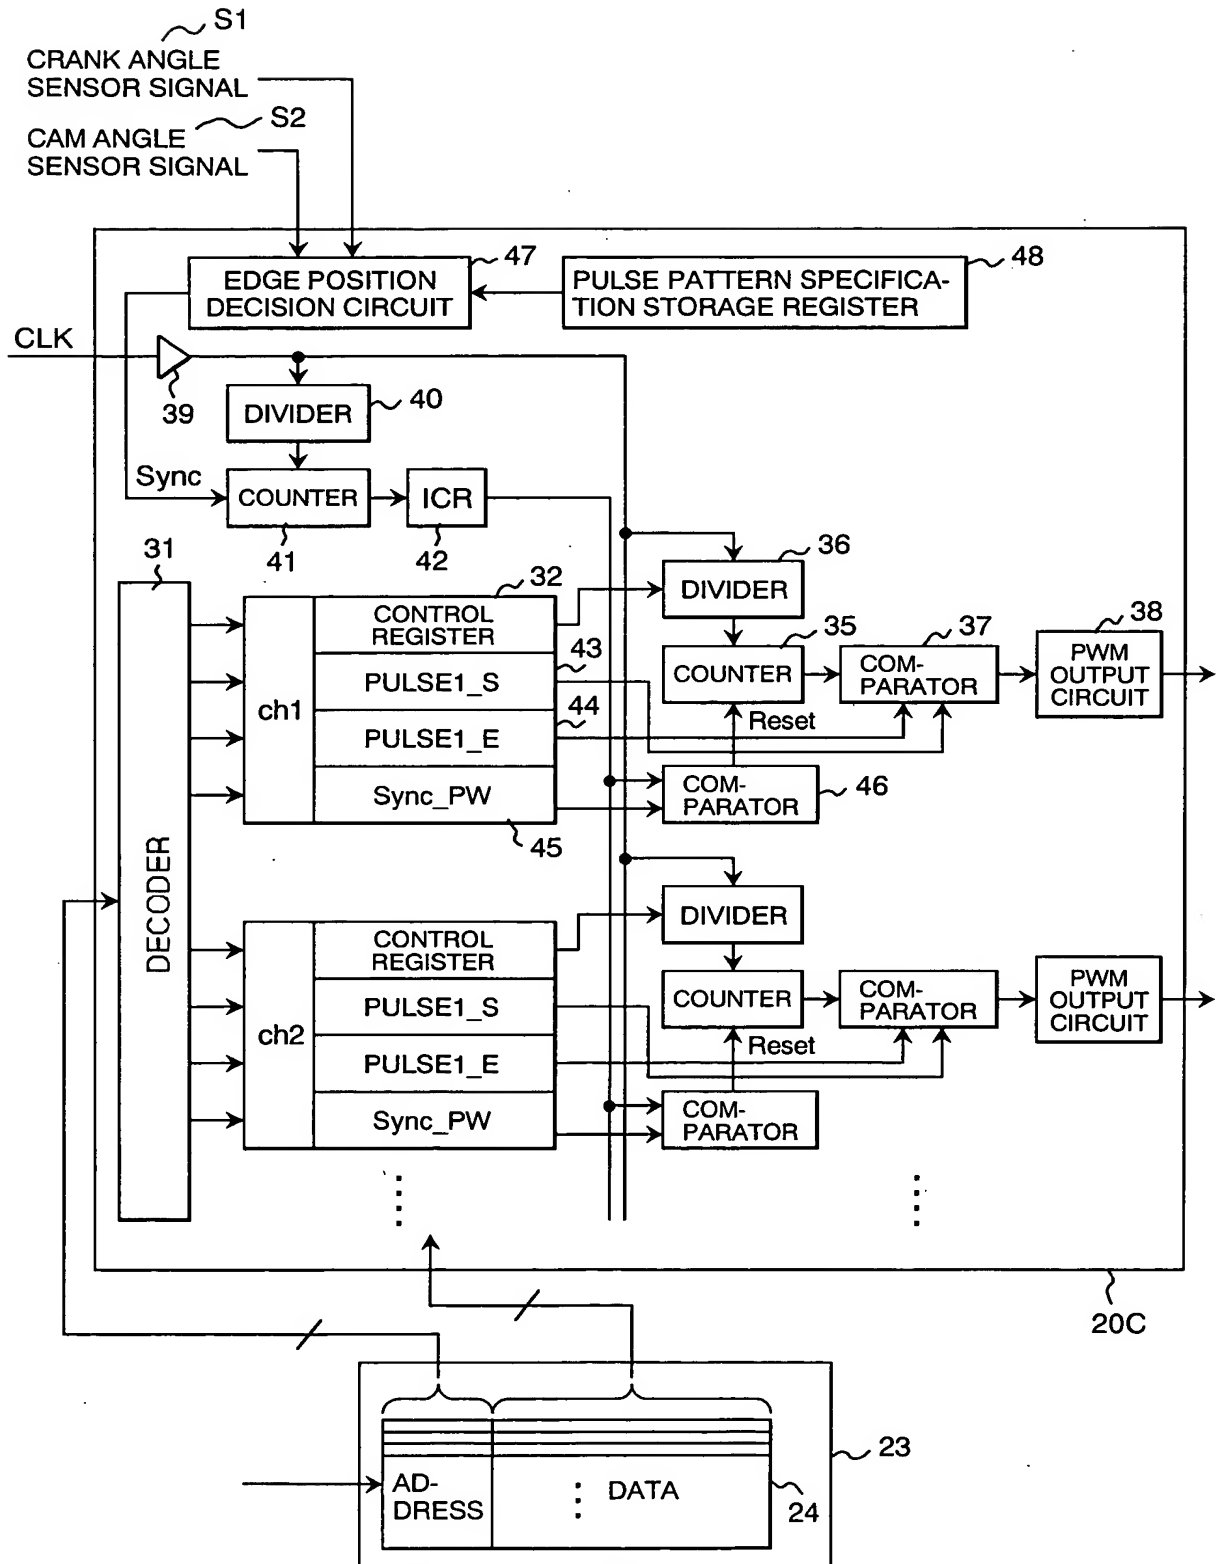 S1
CRANK ANGLE
SENSOR SIGNAL
S2
CAM ANGLE
SENSOR SIGNAL
47
48
EDGE POSITION
DECISION CIRCUIT
PULSE PATTERN SPECIFICA-
TION STORAGE REGISTER
CLK
39
DIVIDER
40
Sync
COUNTER
ICR
41
42
31
32
36
DIVIDER
CONTROL
REGISTER
43
35
37
38
ch1
PULSE1_S
COUNTER
COM-
PARATOR
PWM
OUTPUT
CIRCUIT
44
Reset
PULSE1_E
Sync_PW
COM-
PARATOR
46
45
DECODER
DIVIDER
CONTROL
REGISTER
ch2
PULSE1_S
COUNTER
COM-
PARATOR
PWM
OUTPUT
CIRCUIT
PULSE1_E
Reset
Sync_PW
COM-
PARATOR
20C
23
AD-
DRESS
DATA
24